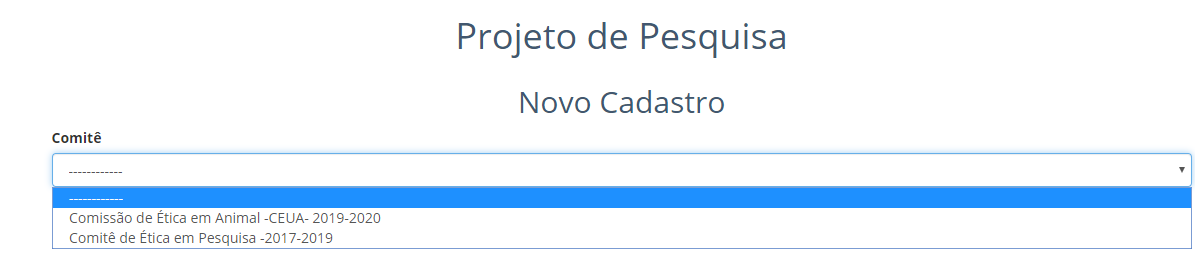 Projeto de Pesquisa
Novo Cadastro
Comitê
------------
------------
Comissão de Ética em Animal -CEUA- 2019-2020
Comitê de Ética em Pesquisa -2017-2019